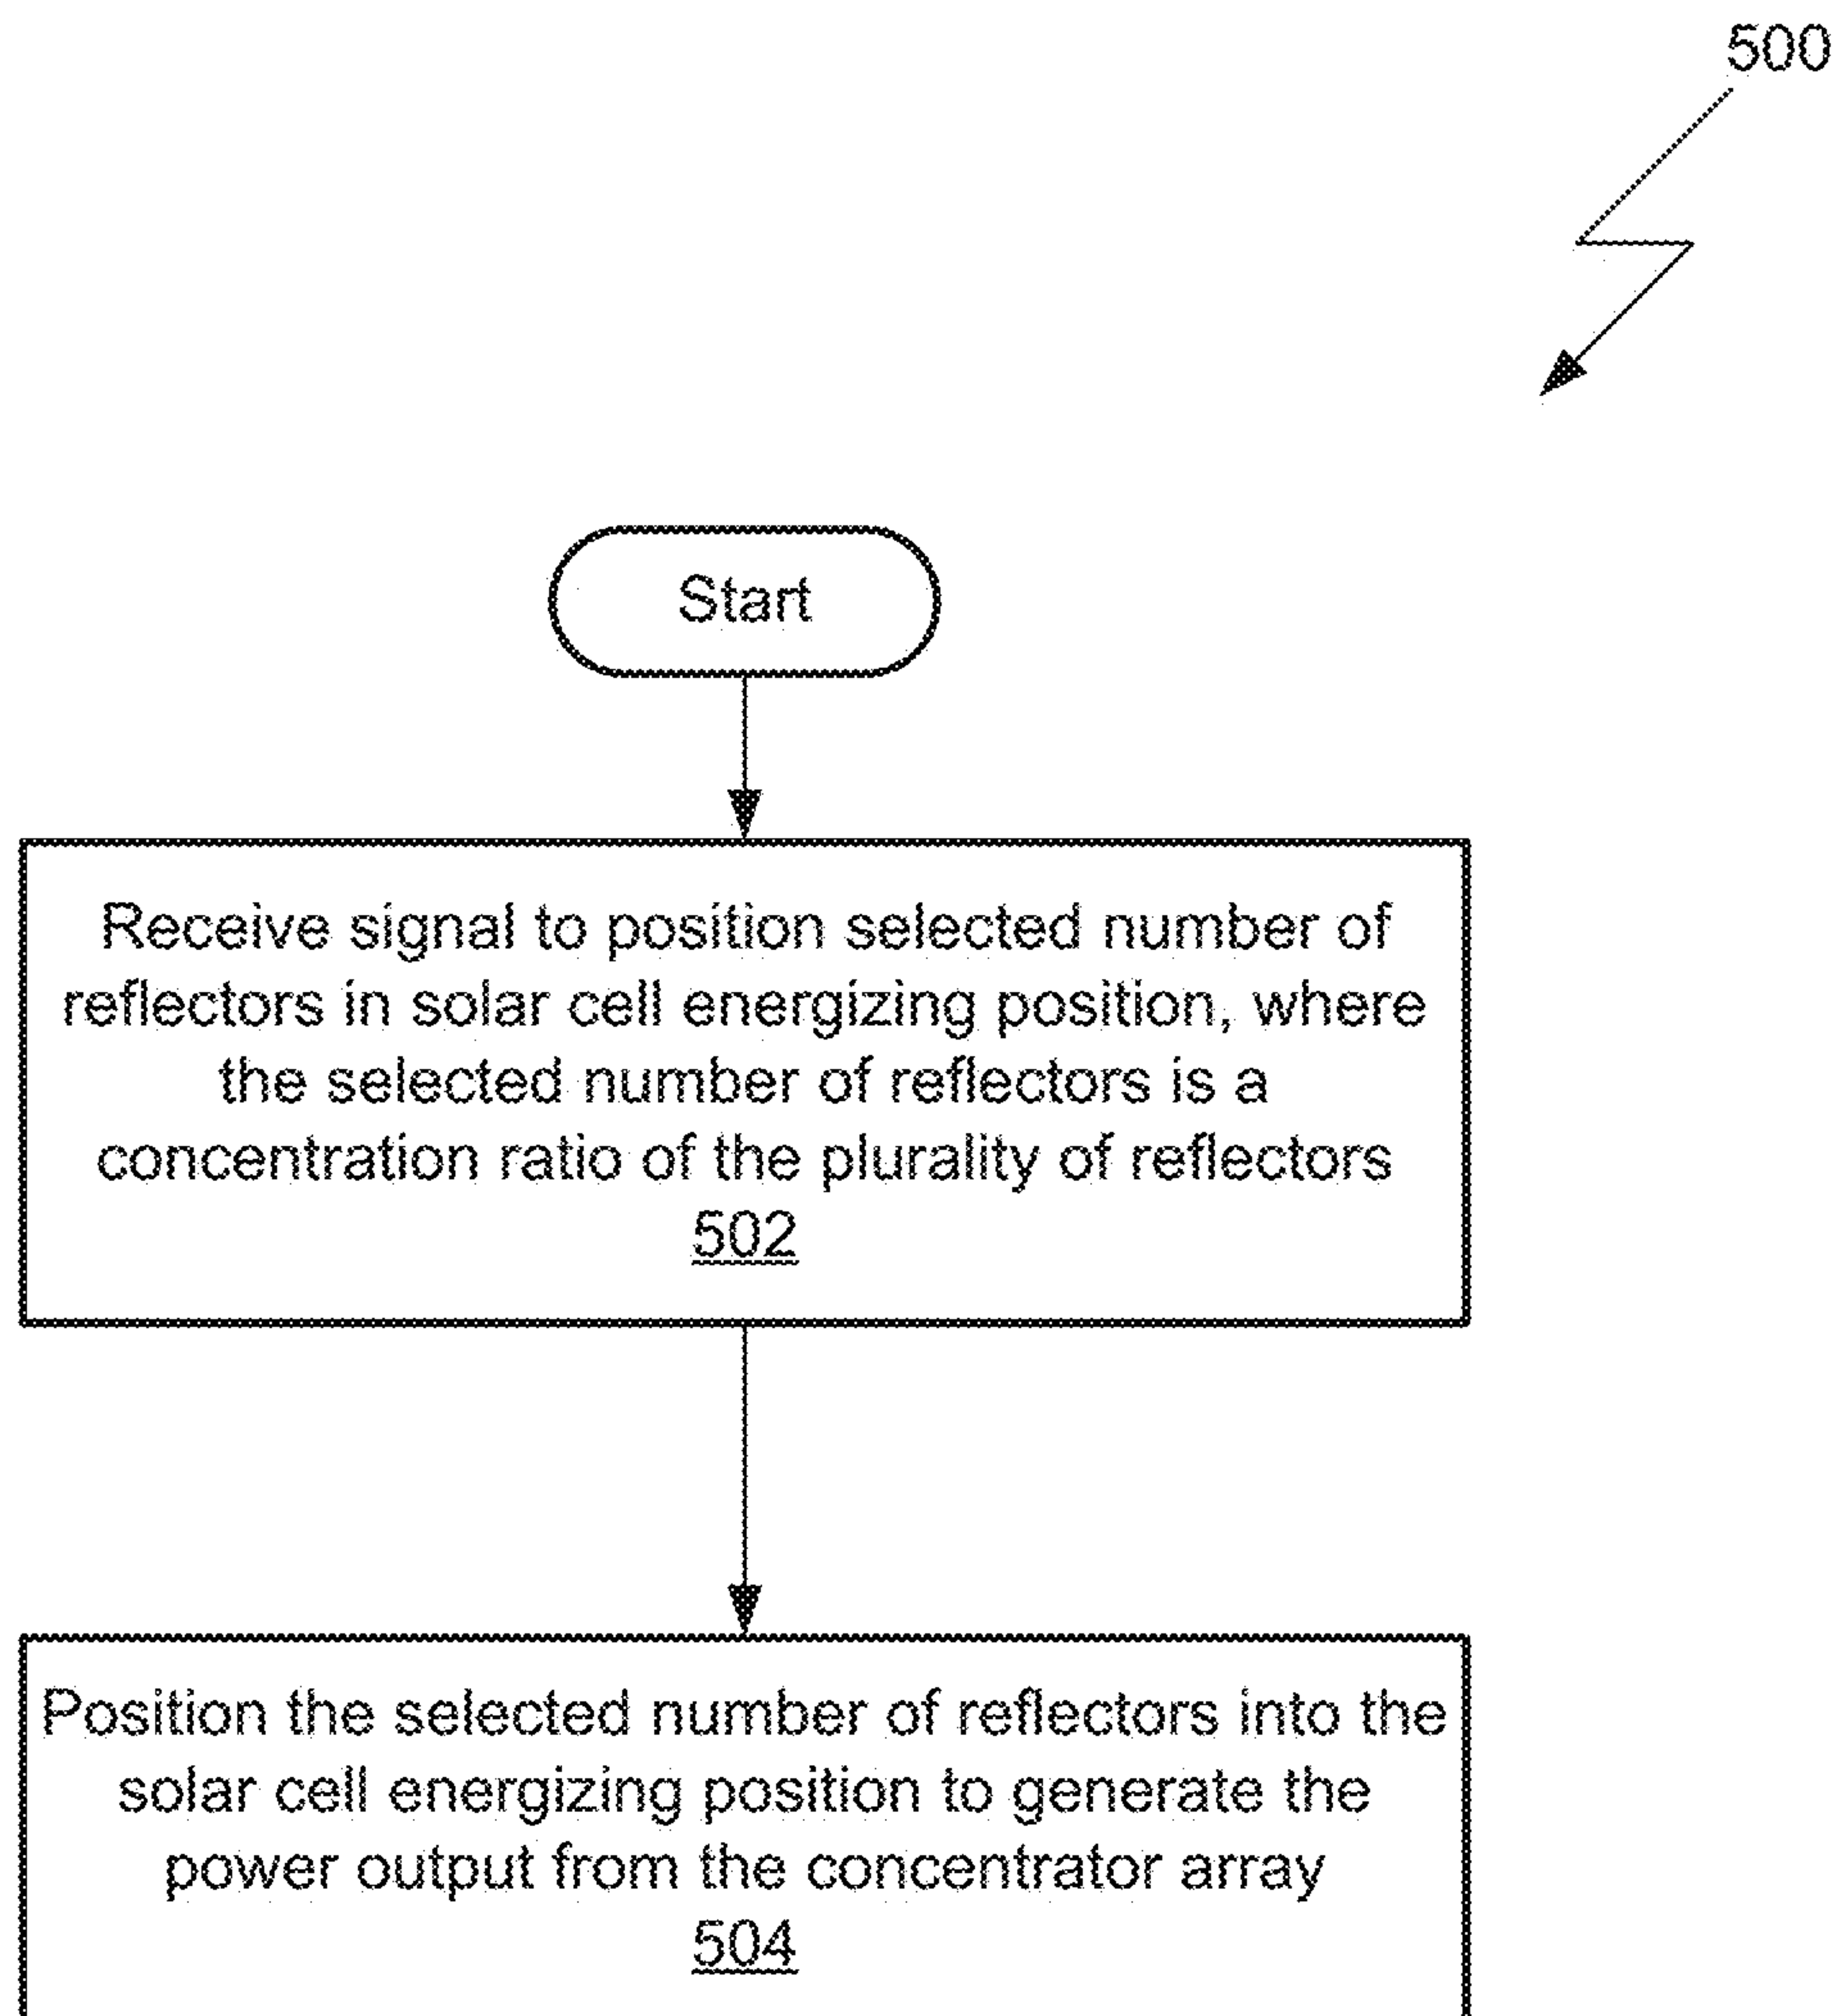 500
Start
Receive signal to position selected number of
reflectors in solar cell energizing position, where
the selected number of reflectors is a
concentration ratio of the plurality of reflectors
502
Position the selected number of reflectors into the
solar cell energizing position to generate the
power output from the concentrator array
504